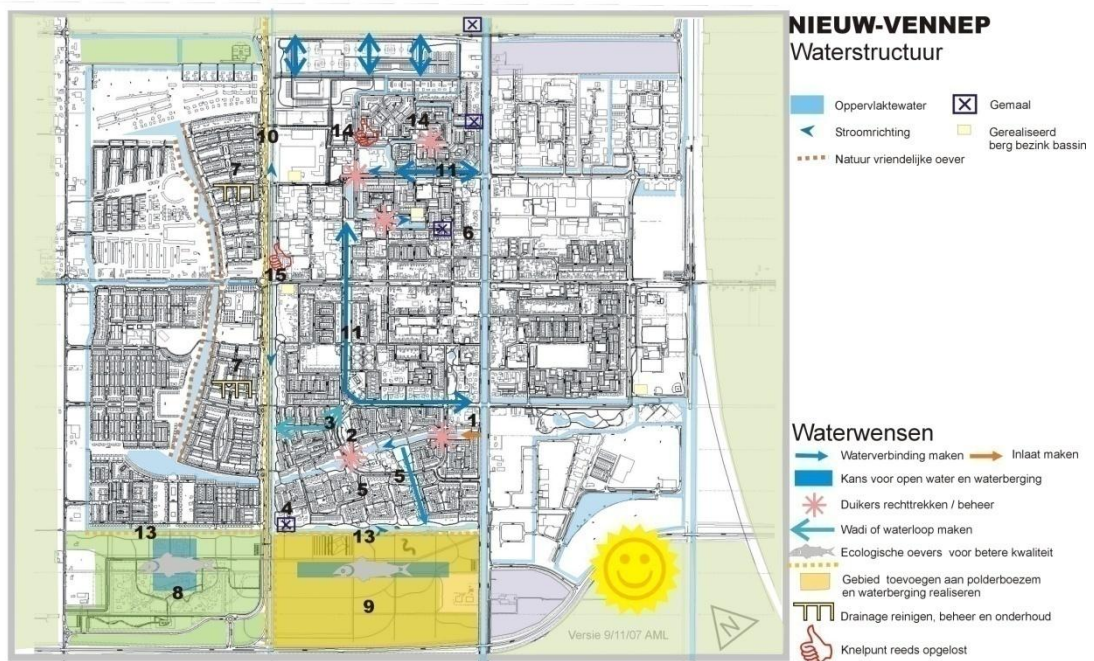 NIEUW-VENNEP
Waterstructuur
Oppervlaktewater
Gemaal
Stroomrichting
Gerealiseerd
berg bezink bassin
Natuur vriendelijke oever
10
14
14
7
11
6
15
11
7
3
1
2
5
5
4
13
13
8
9
Versie 9/11/07 AML
N
Waterwensen
Waterverbinding maken
Inlaat maken
Kans voor open water en waterberging
Duikers rechttrekken / beheer
Wadi of waterloop maken
Ecologische oevers voor betere kwaliteit
Gebied toevoegen aan polderboezem
en waterberging realiseren
Drainage reinigen, beheer en onderhoud
Knelpunt reeds opgelost